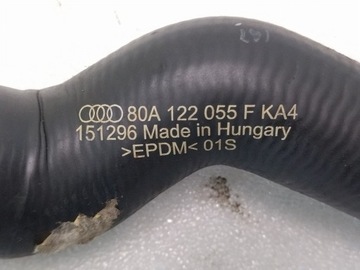 80A 122 055 F KA4
151296 Made in Hungary
>EPDM< 01S